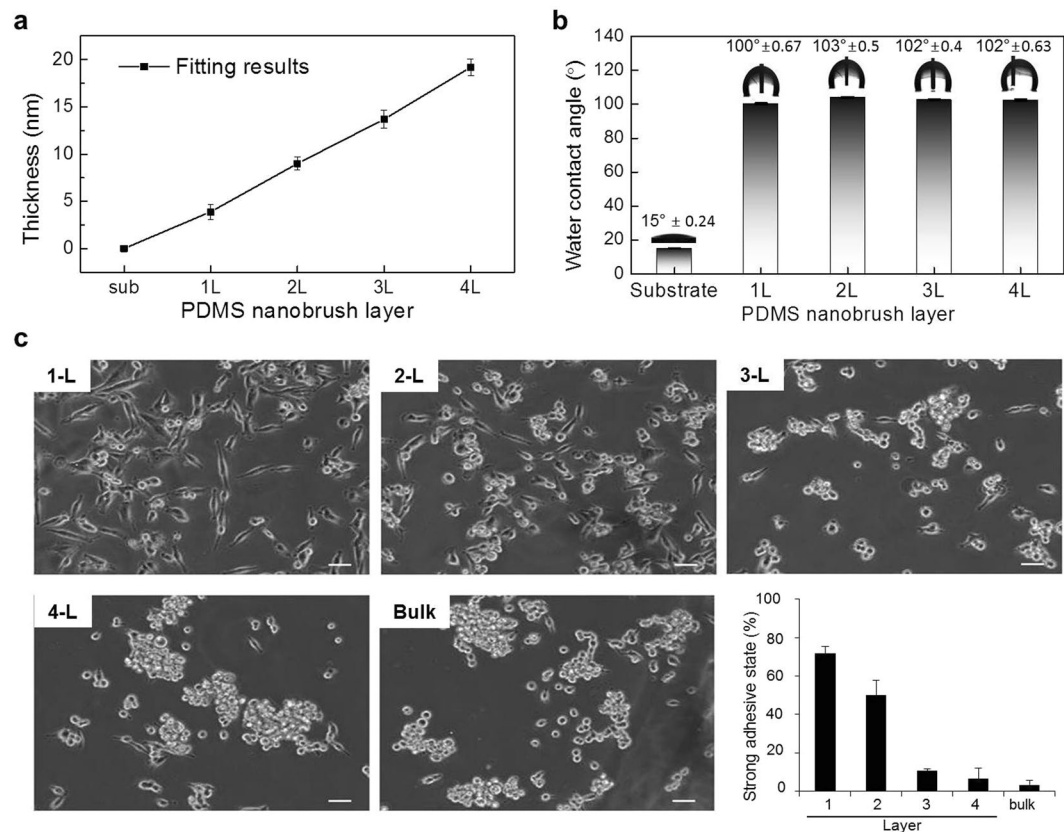 a
Thickness (nm)
20
15
10
5
0
Fitting results
sub 1L 2L 3L 4L
PDMS nanobrush layer
b
Water contact angle (°)
140
120
100
80
60
40
20
0
15° ± 0.24
100° ±0.67 103° ±0.5 102° ±0.4 102° ±0.63
Substrate 1L 2L 3L 4L
PDMS nanobrush layer
c
1-L
2-L
3-L
4-L
Bulk
Strong adhesive state (%)
100
80
60
40
20
0
1 2 3 4 bulk
Layer